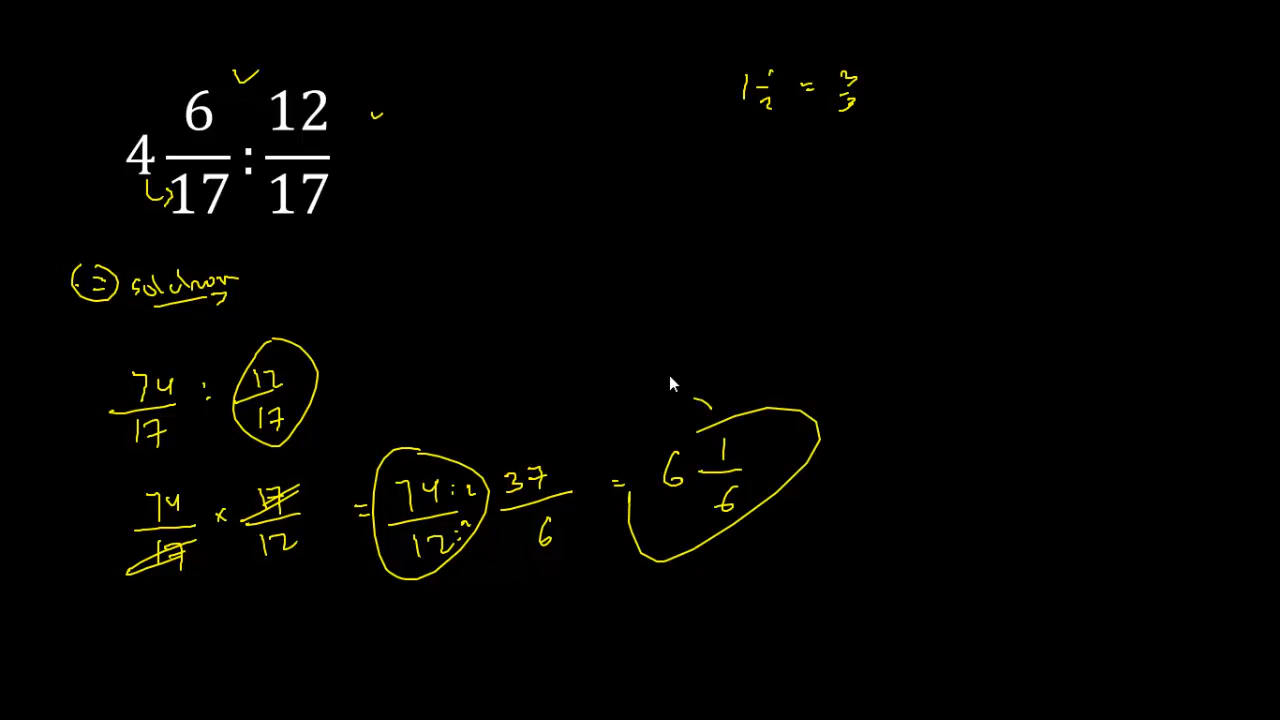 4 6/17 : 12/17
1 1/2 = 3/3
(=) solution
74/17 : 12/17
74/17 × 17/12 = 74:2/12:2 37/6 = 6 1/6